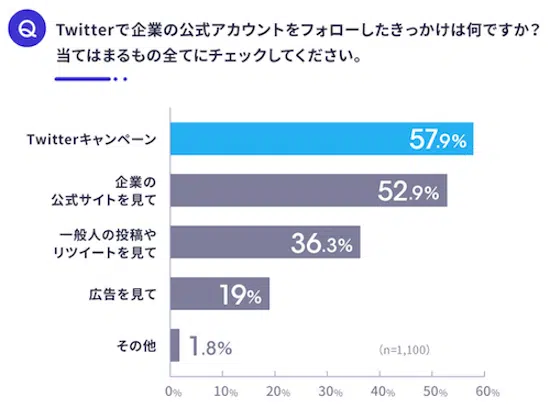 Q
Twitterで企業の公式アカウントをフォローしたきっかけは何ですか？
当てはまるもの全てにチェックしてください。
Twitterキャンペーン
57.9%
企業の
公式サイトを見て
52.9%
一般人の投稿や
リツイートを見て
36.3%
広告を見て
19%
その他
1.8%
（n=1,100）
0% 10% 20% 30% 40% 50% 60%